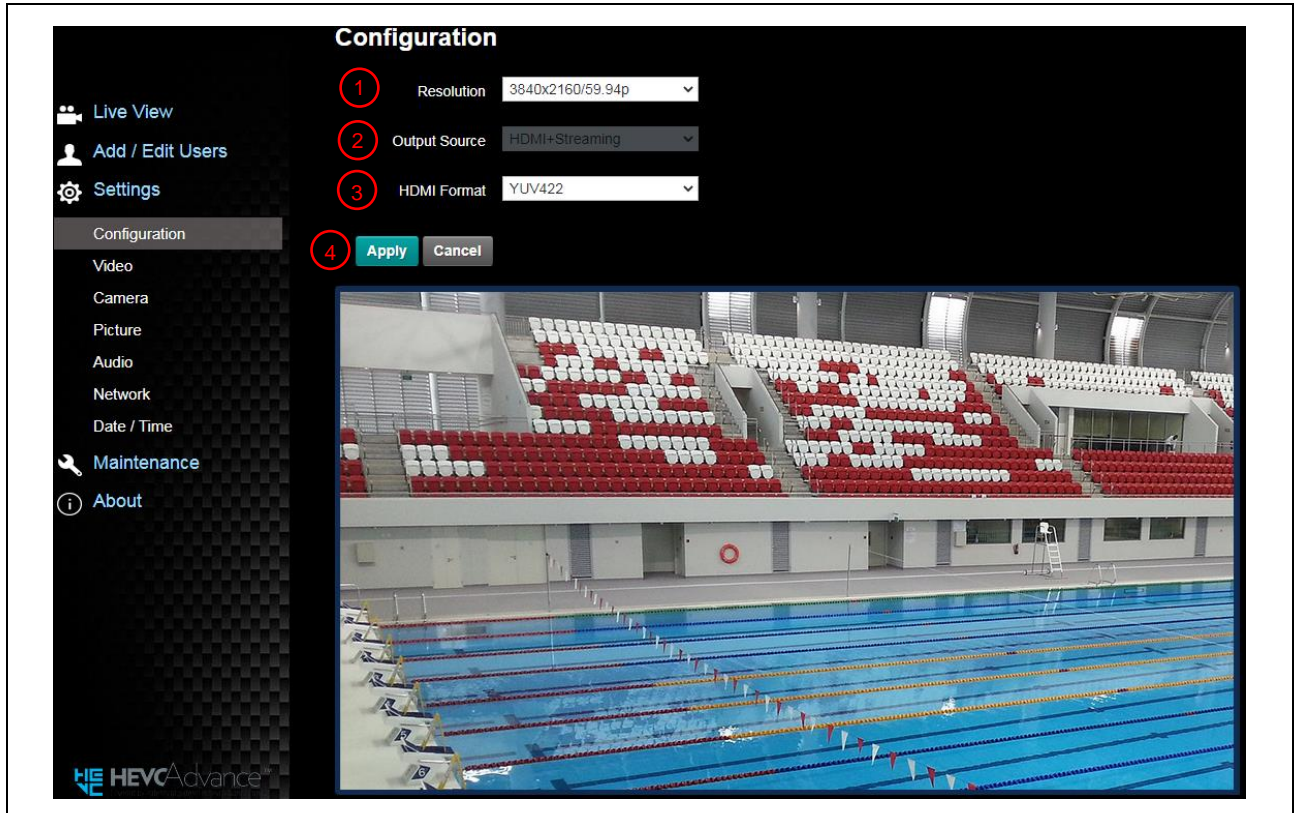 Configuration
1 Resolution 3840x2160/59.94p
2 Output Source HDMI+Streaming
3 HDMI Format YUV422
4 Apply Cancel
Live View
Add / Edit Users
Settings
Configuration
Video
Camera
Picture
Audio
Network
Date / Time
Maintenance
About
HEVCAdvance
6